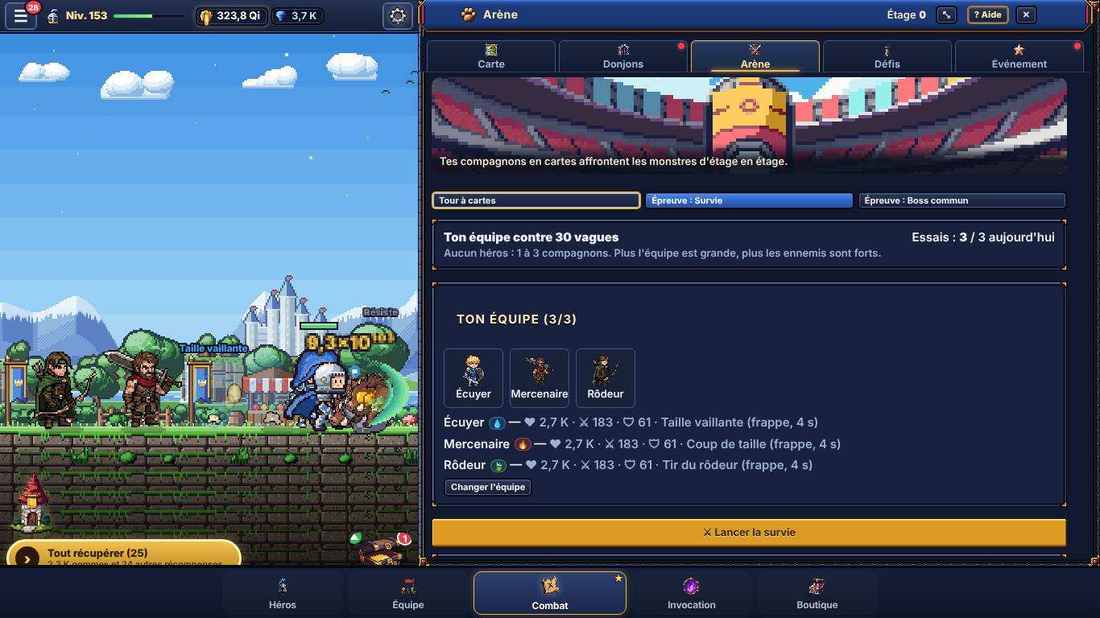 28
Niv. 153
323,8 Qi
3,7 K
Arène
Étage 0
? Aide
Carte
Donjons
Arène
Défis
Événement
Tes compagnons en cartes affrontent les monstres d'étage en étage.
Tour à cartes
Épreuve : Survie
Épreuve : Boss commun
Ton équipe contre 30 vagues
Essais : 3 / 3 aujourd'hui
Aucun héros : 1 à 3 compagnons. Plus l'équipe est grande, plus les ennemis sont forts.
TON ÉQUIPE (3/3)
Écuyer
Mercenaire
Rôdeur
Écuyer — ♥ 2,7 K · ⚔ 183 · 🛡 61 · Taille vaillante (frappe, 4 s)
Mercenaire — ♥ 2,7 K · ⚔ 183 · 🛡 61 · Coup de taille (frappe, 4 s)
Rôdeur — ♥ 2,7 K · ⚔ 183 · 🛡 61 · Tir du rôdeur (frappe, 4 s)
Changer l'équipe
⚔ Lancer la survie
Résiste
Taille vaillante
1
Tout récupérer (25)
Héros
Équipe
Combat
Invocation
Boutique